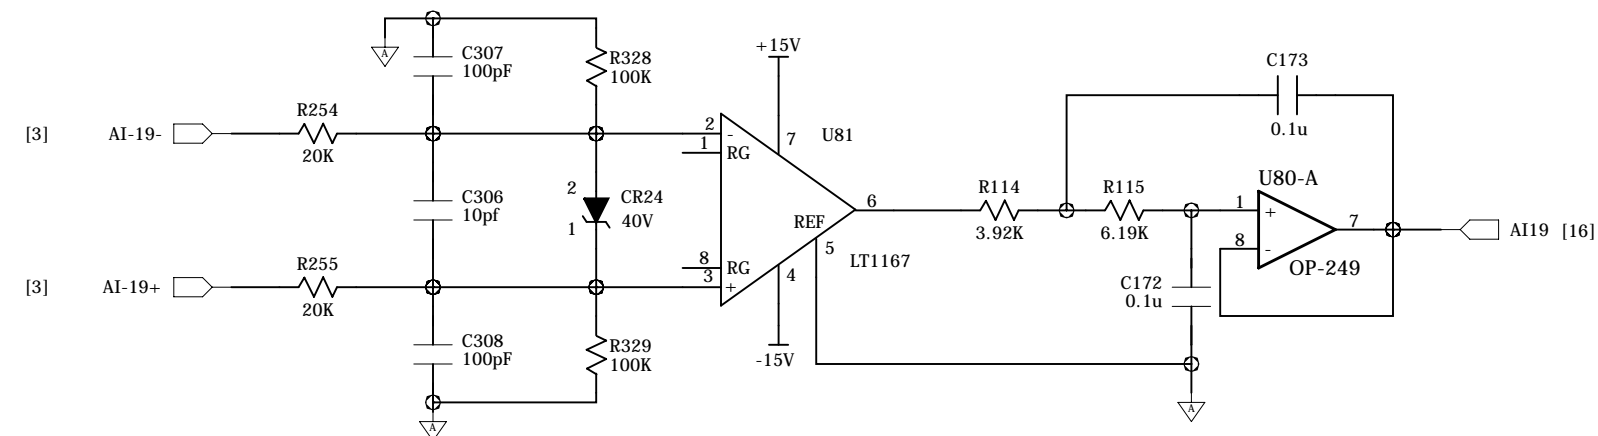 C307
100pF
R328
100K
+15V
C173
0.1u
[3] AI-19-
R254
20K
2
-
1
RG
7
U81
C306
10pf
2
CR24
40V
1
REF
6
5
LT1167
R114
3.92K
R115
6.19K
U80-A
1
+
8
-
7
OP-249
AI19 [16]
[3] AI-19+
R255
20K
8
RG
3
+
4
-15V
C172
0.1u
C308
100pF
R329
100K
A
A
A